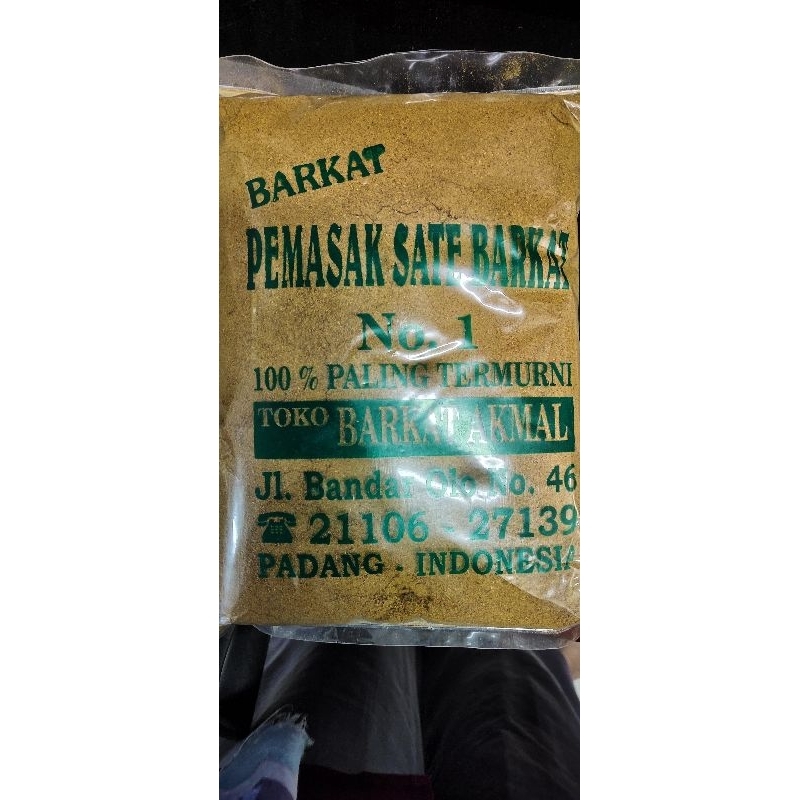 BARKAT
PEMASAK SATE BARKAT
No. 1
100 % PALING TERMURNI
TOKO BARKAT AKMAL
Jl. Bandar Olo No. 46
☎ 21106 - 27139
PADANG - INDONESIA